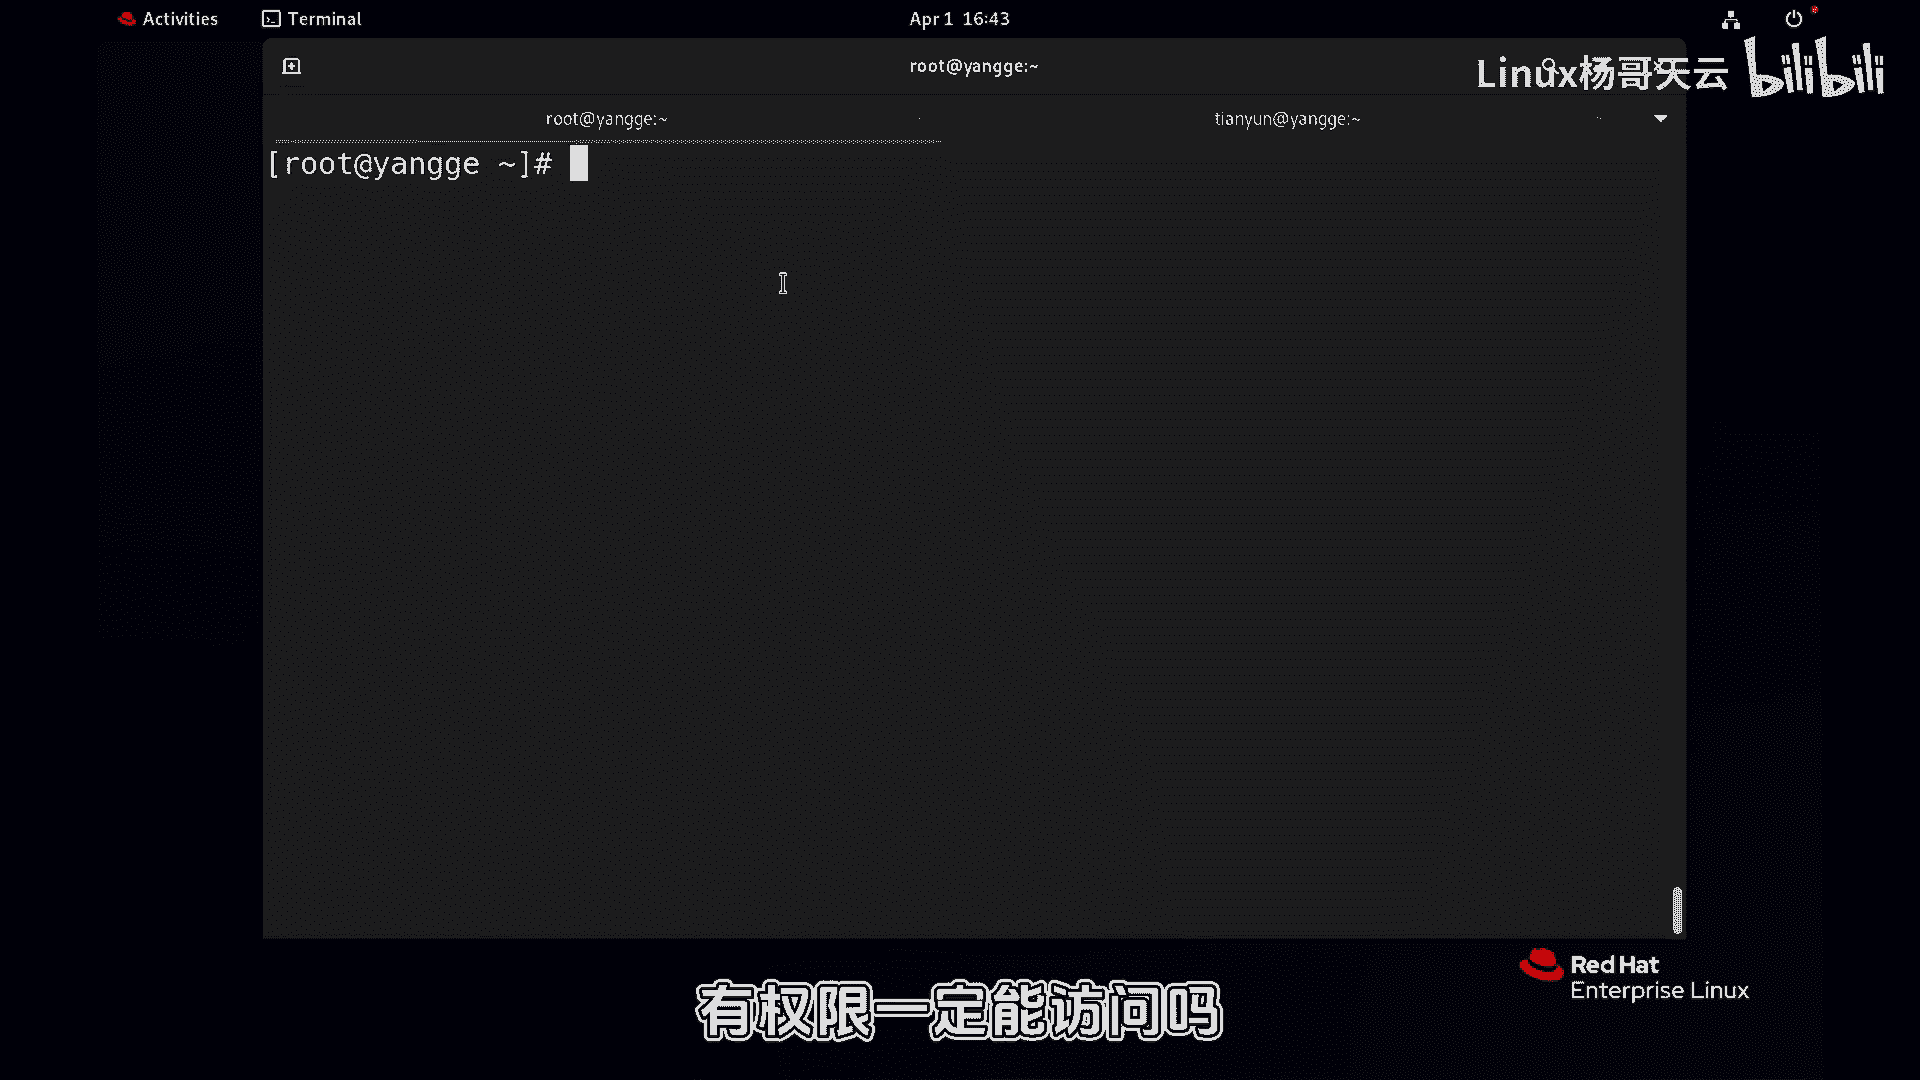 Activities
Terminal
Apr 1 16:43
root@yangge:~
Linux杨哥天云 bilibili
root@yangge:~
tianyun@yangge:~
[root@yangge ~]#
Red Hat
Enterprise Linux
有权限一定能访问吗